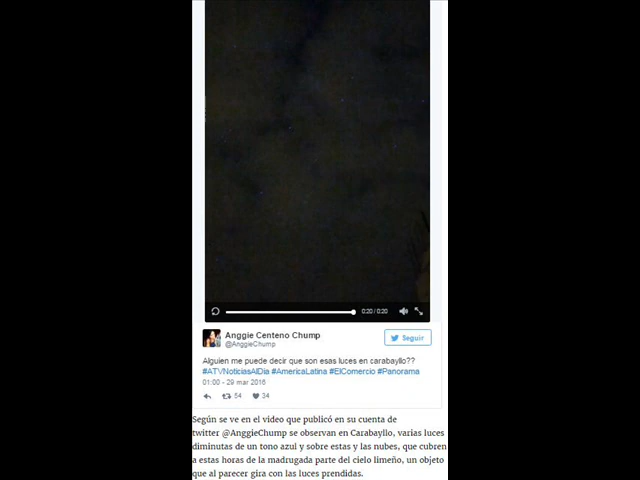 0:20 / 0:20
Anggie Centeno Chump
@AnggieChump
Seguir
Alguien me puede decir que son esas luces en carabayllo??
#ATVNoticiasAlDia #AmericaLatina #ElComercio #Panorama
01:00 - 29 mar 2016
54 34
Según se ve en el video que publicó en su cuenta de
twitter @AnggieChump se observan en Carabayllo, varias luces
diminutas de un tono azul y sobre estas y las nubes, que cubren
a estas horas de la madrugada parte del cielo limeño, un objeto
que al parecer gira con las luces prendidas.